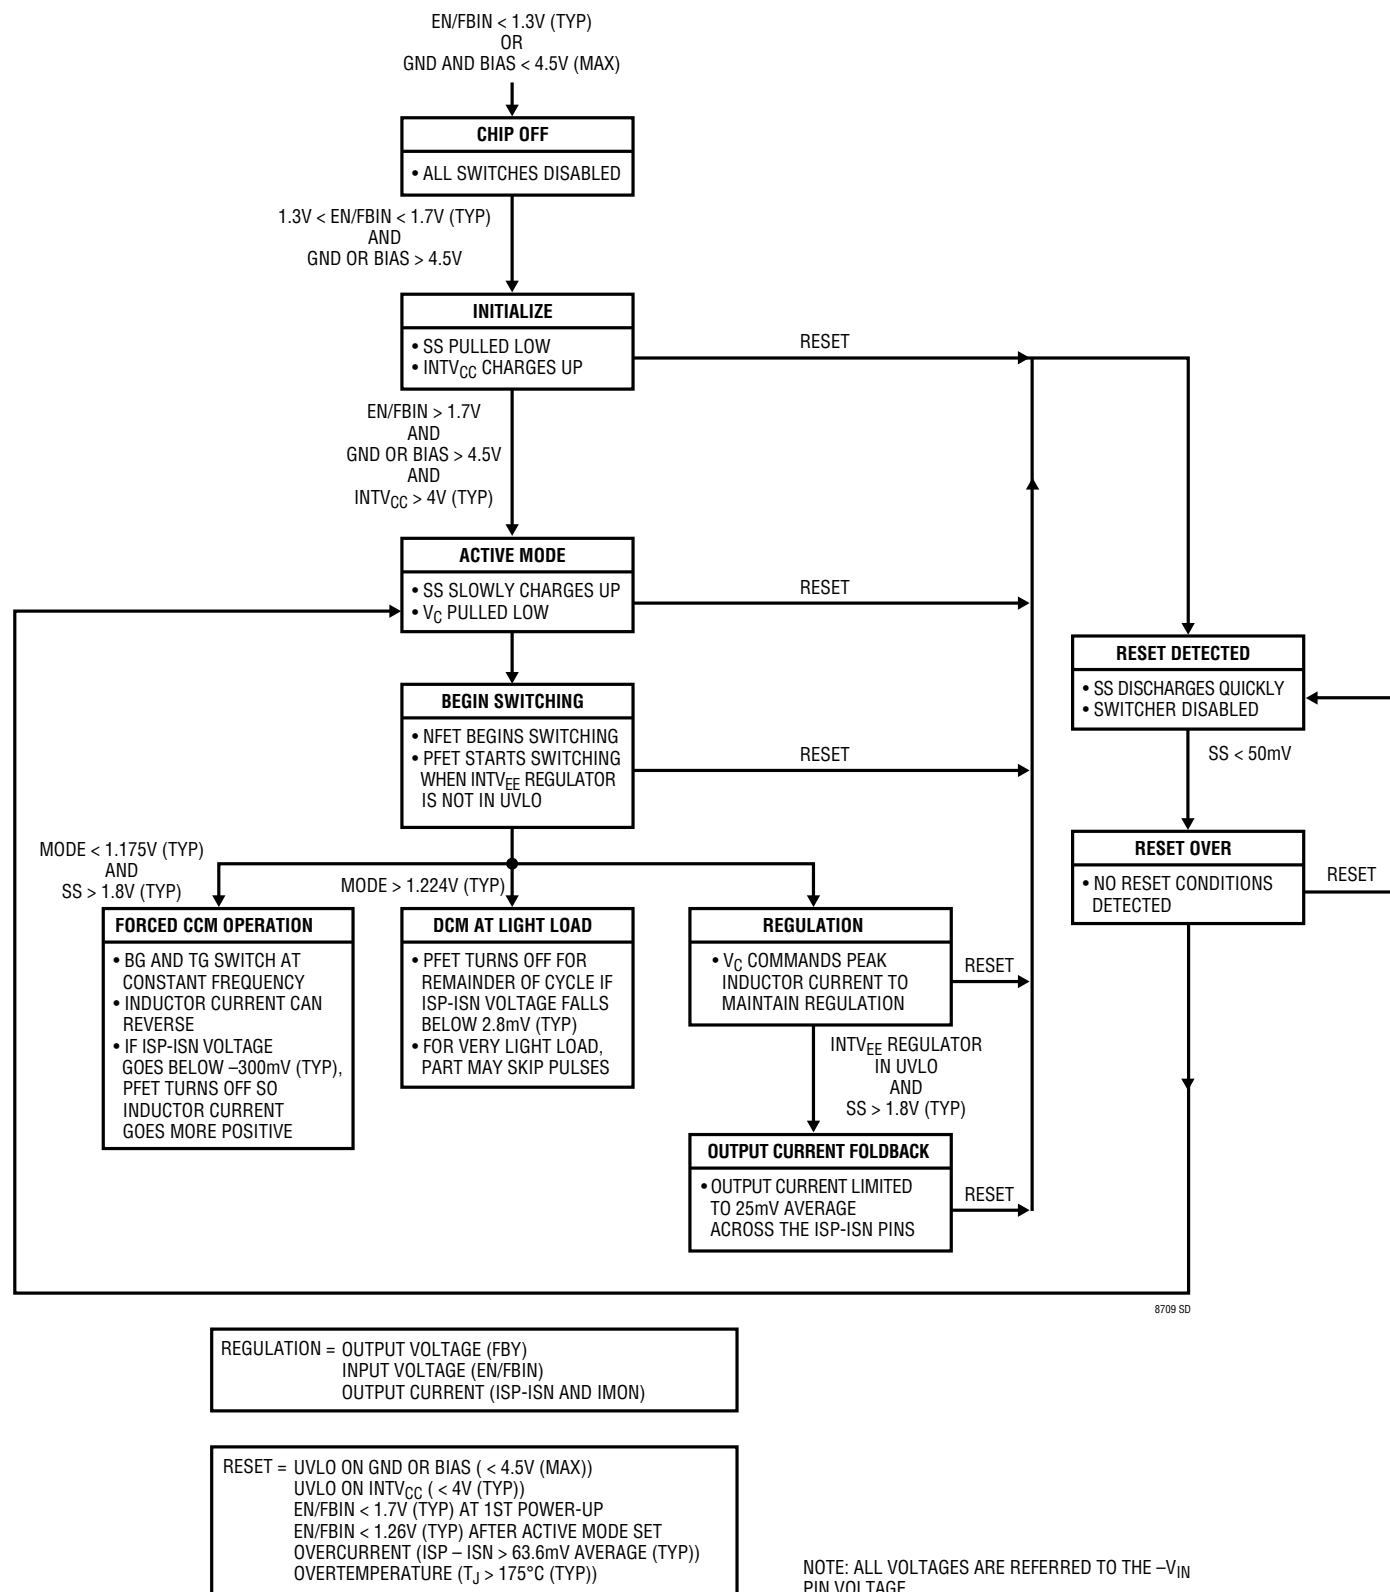 EN/FBIN < 1.3V (TYP)
OR
GND AND BIAS < 4.5V (MAX)
CHIP OFF
• ALL SWITCHES DISABLED
1.3V < EN/FBIN < 1.7V (TYP)
AND
GND OR BIAS > 4.5V
INITIALIZE
• SS PULLED LOW
• INTVCC CHARGES UP
RESET
EN/FBIN > 1.7V
AND
GND OR BIAS > 4.5V
AND
INTVCC > 4V (TYP)
ACTIVE MODE
• SS SLOWLY CHARGES UP
• VC PULLED LOW
RESET
RESET DETECTED
• SS DISCHARGES QUICKLY
• SWITCHER DISABLED
SS < 50mV
BEGIN SWITCHING
• NFET BEGINS SWITCHING
• PFET STARTS SWITCHING
WHEN INTVEE REGULATOR
IS NOT IN UVLO
RESET
RESET OVER
• NO RESET CONDITIONS
DETECTED
RESET
MODE < 1.175V (TYP)
AND
SS > 1.8V (TYP)
MODE > 1.224V (TYP)
FORCED CCM OPERATION
• BG AND TG SWITCH AT
CONSTANT FREQUENCY
• INDUCTOR CURRENT CAN
REVERSE
• IF ISP-ISN VOLTAGE
GOES BELOW –300mV (TYP),
PFET TURNS OFF SO
INDUCTOR CURRENT
GOES MORE POSITIVE
DCM AT LIGHT LOAD
• PFET TURNS OFF FOR
REMAINDER OF CYCLE IF
ISP-ISN VOLTAGE FALLS
BELOW 2.8mV (TYP)
• FOR VERY LIGHT LOAD,
PART MAY SKIP PULSES
REGULATION
• VC COMMANDS PEAK
INDUCTOR CURRENT TO
MAINTAIN REGULATION
RESET
INTVEE REGULATOR
IN UVLO
AND
SS > 1.8V (TYP)
OUTPUT CURRENT FOLDBACK
• OUTPUT CURRENT LIMITED
TO 25mV AVERAGE
ACROSS THE ISP-ISN PINS
RESET
8709 SD
REGULATION = OUTPUT VOLTAGE (FBY)
INPUT VOLTAGE (EN/FBIN)
OUTPUT CURRENT (ISP-ISN AND IMON)
RESET = UVLO ON GND OR BIAS ( < 4.5V (MAX))
UVLO ON INTVCC ( < 4V (TYP))
EN/FBIN < 1.7V (TYP) AT 1ST POWER-UP
EN/FBIN < 1.26V (TYP) AFTER ACTIVE MODE SET
OVERCURRENT (ISP – ISN > 63.6mV AVERAGE (TYP))
OVERTEMPERATURE (TJ > 175°C (TYP))
NOTE: ALL VOLTAGES ARE REFERRED TO THE –VIN
PIN VOLTAGE